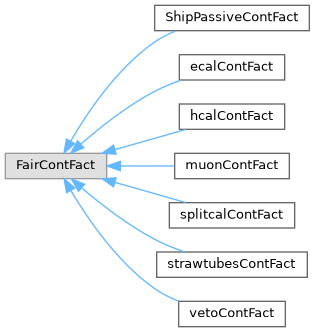 ShipPassiveContFact
ecalContFact
hcalContFact
FairContFact
muonContFact
splitcalContFact
strawtubesContFact
vetoContFact